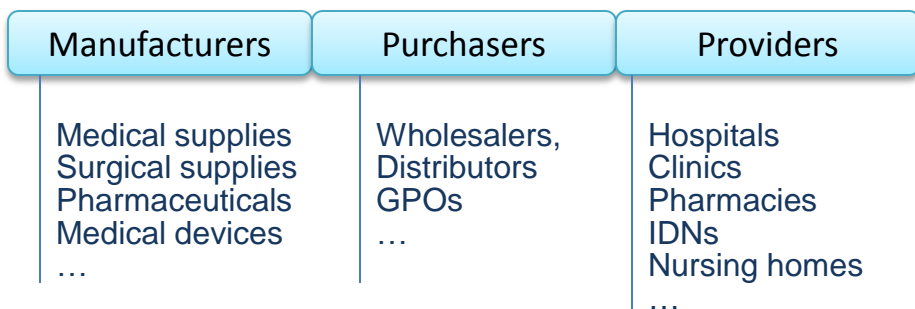 Manufacturers
Purchasers
Providers
Medical supplies
Surgical supplies
Pharmaceuticals
Medical devices
…
Wholesalers,
Distributors
GPOs
…
Hospitals
Clinics
Pharmacies
IDNs
Nursing homes
…